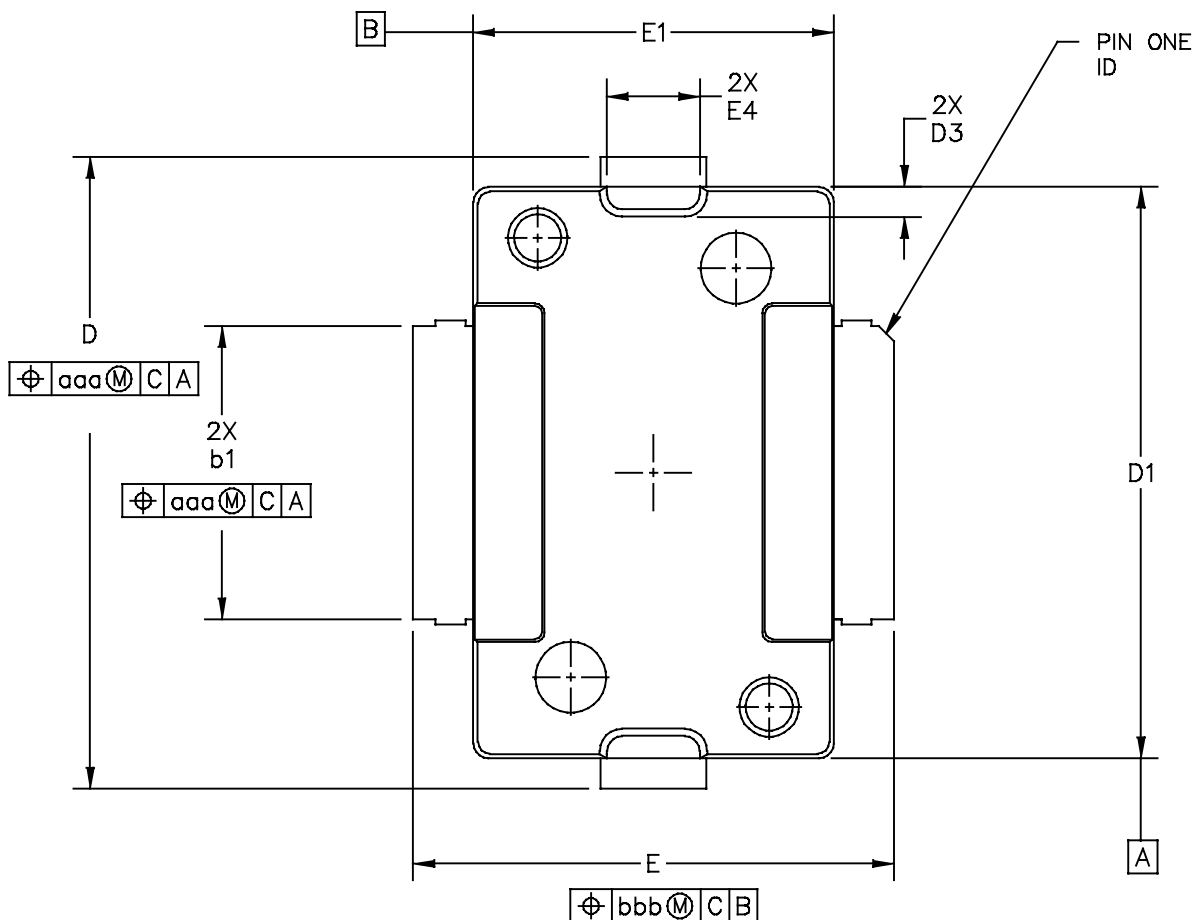 B
E1
PIN ONE
ID
2X
E4
2X
D3
D
⌖ aaa Ⓜ C A
2X
b1
⌖ aaa Ⓜ C A
D1
A
E
⌖ bbb Ⓜ C B